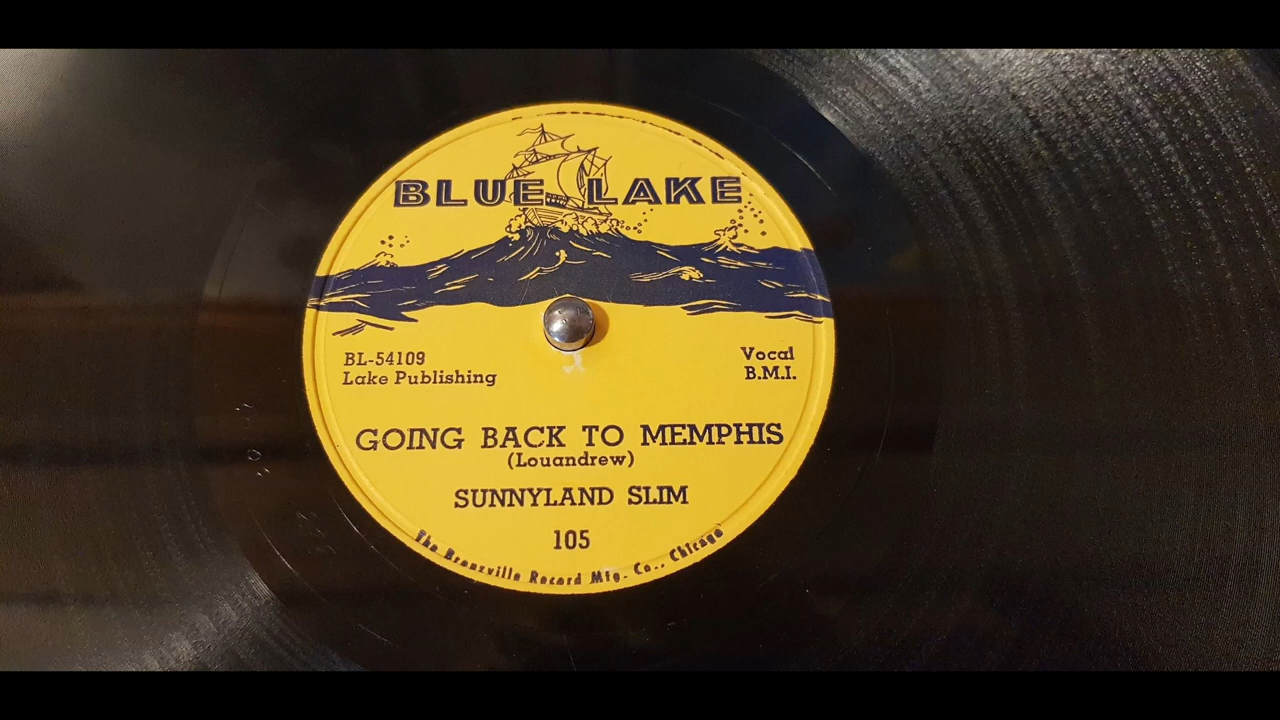 BLUE LAKE
BL-54109
Lake Publishing
Vocal
B.M.I.
GOING BACK TO MEMPHIS
(Louandrew)
SUNNYLAND SLIM
105
The Bronzville Record Mfg. Co., Chicago